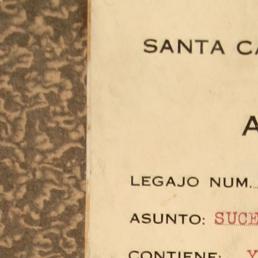 SANTA CA
A
LEGAJO NUM.
ASUNTO: SUCE
CONTIENE: Y